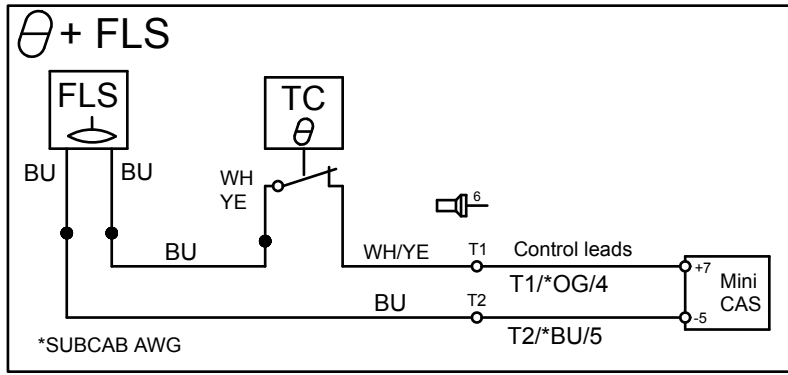 θ + FLS
FLS
TC
θ
BU
BU
WH
YE
6
BU
WH/YE
T1
Control leads
+7
T1/*OG/4
Mini
CAS
BU
T2
-5
T2/*BU/5
*SUBCAB AWG